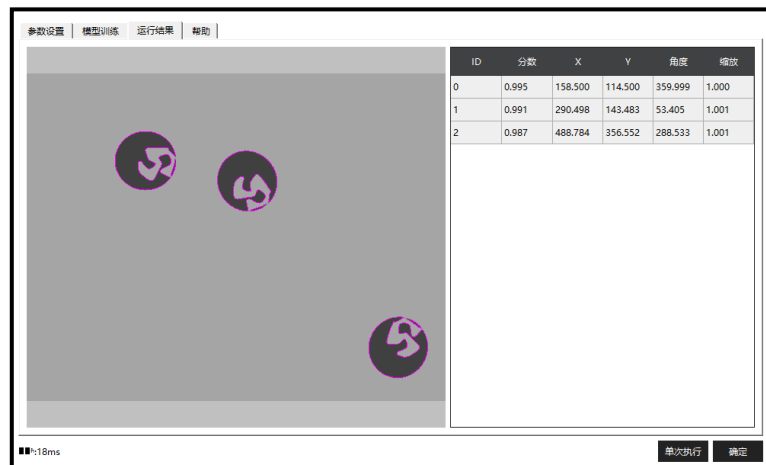 参数设置 模型训练 运行结果 帮助
ID 分数 X Y 角度 缩放
0 0.995 158.500 114.500 359.999 1.000
1 0.991 290.498 143.483 53.405 1.001
2 0.987 488.784 356.552 288.533 1.001
:18ms
单次执行 确定